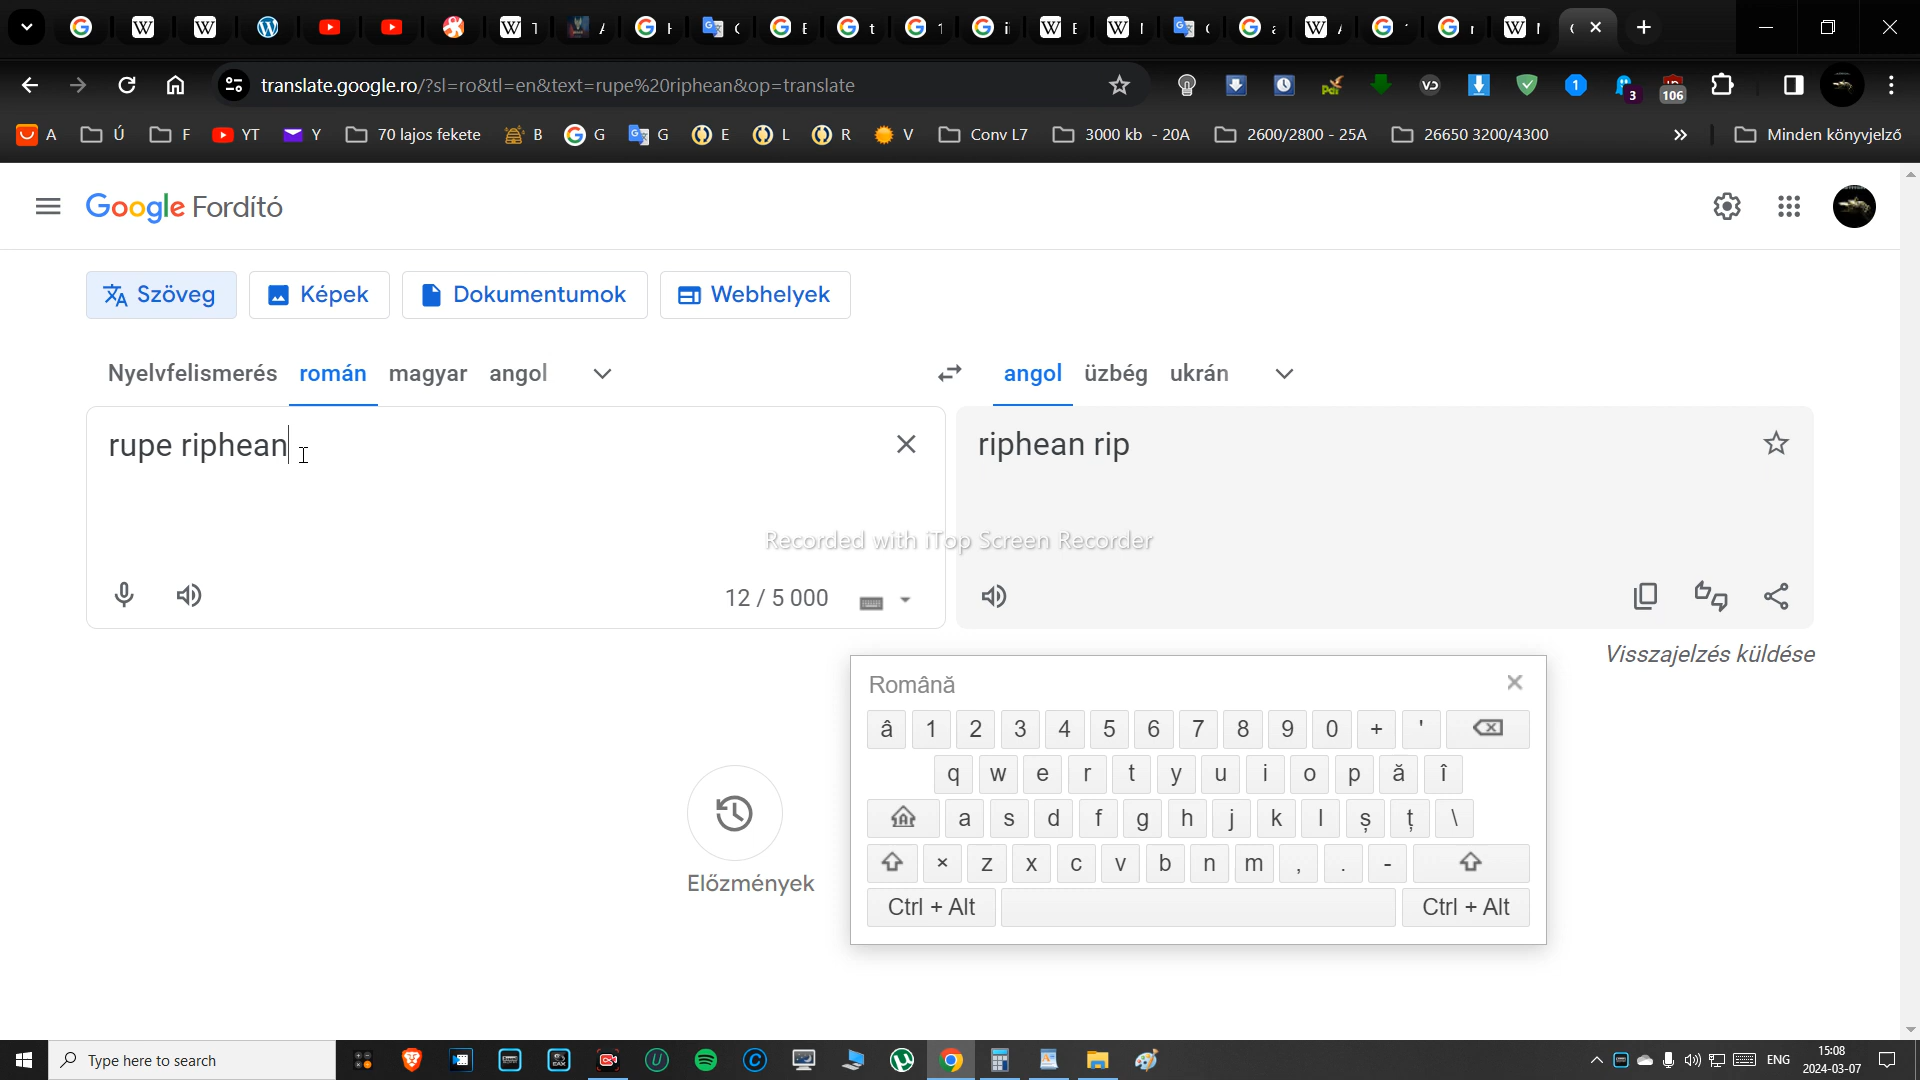 W W W T A G H G C G E G t G 1 G i W E W I C G a W A G ' G r W I C
translate.google.ro/?sl=ro&tl=en&text=rupe%20riphean&op=translate
1 3 106
A Ú F YT Y 70 lajos fekete B G G E L R V Conv L7 3000 kb - 20A 2600/2800 - 25A 26650 3200/4300 » Minden könyvjelző
Google Fordító
Szöveg Képek Dokumentumok Webhelyek
Nyelvfelismerés román magyar angol angol üzbég ukrán
rupe riphean riphean rip
Recorded with iTop Screen Recorder
12 / 5 000
Visszajelzés küldése
Română
â 1 2 3 4 5 6 7 8 9 0 + '
q w e r t y u i o p ă î
a s d f g h j k l ș ț \
× z x c v b n m , . -
Ctrl + Alt Ctrl + Alt
Előzmények
Type here to search
ENG 15:08
2024-03-07